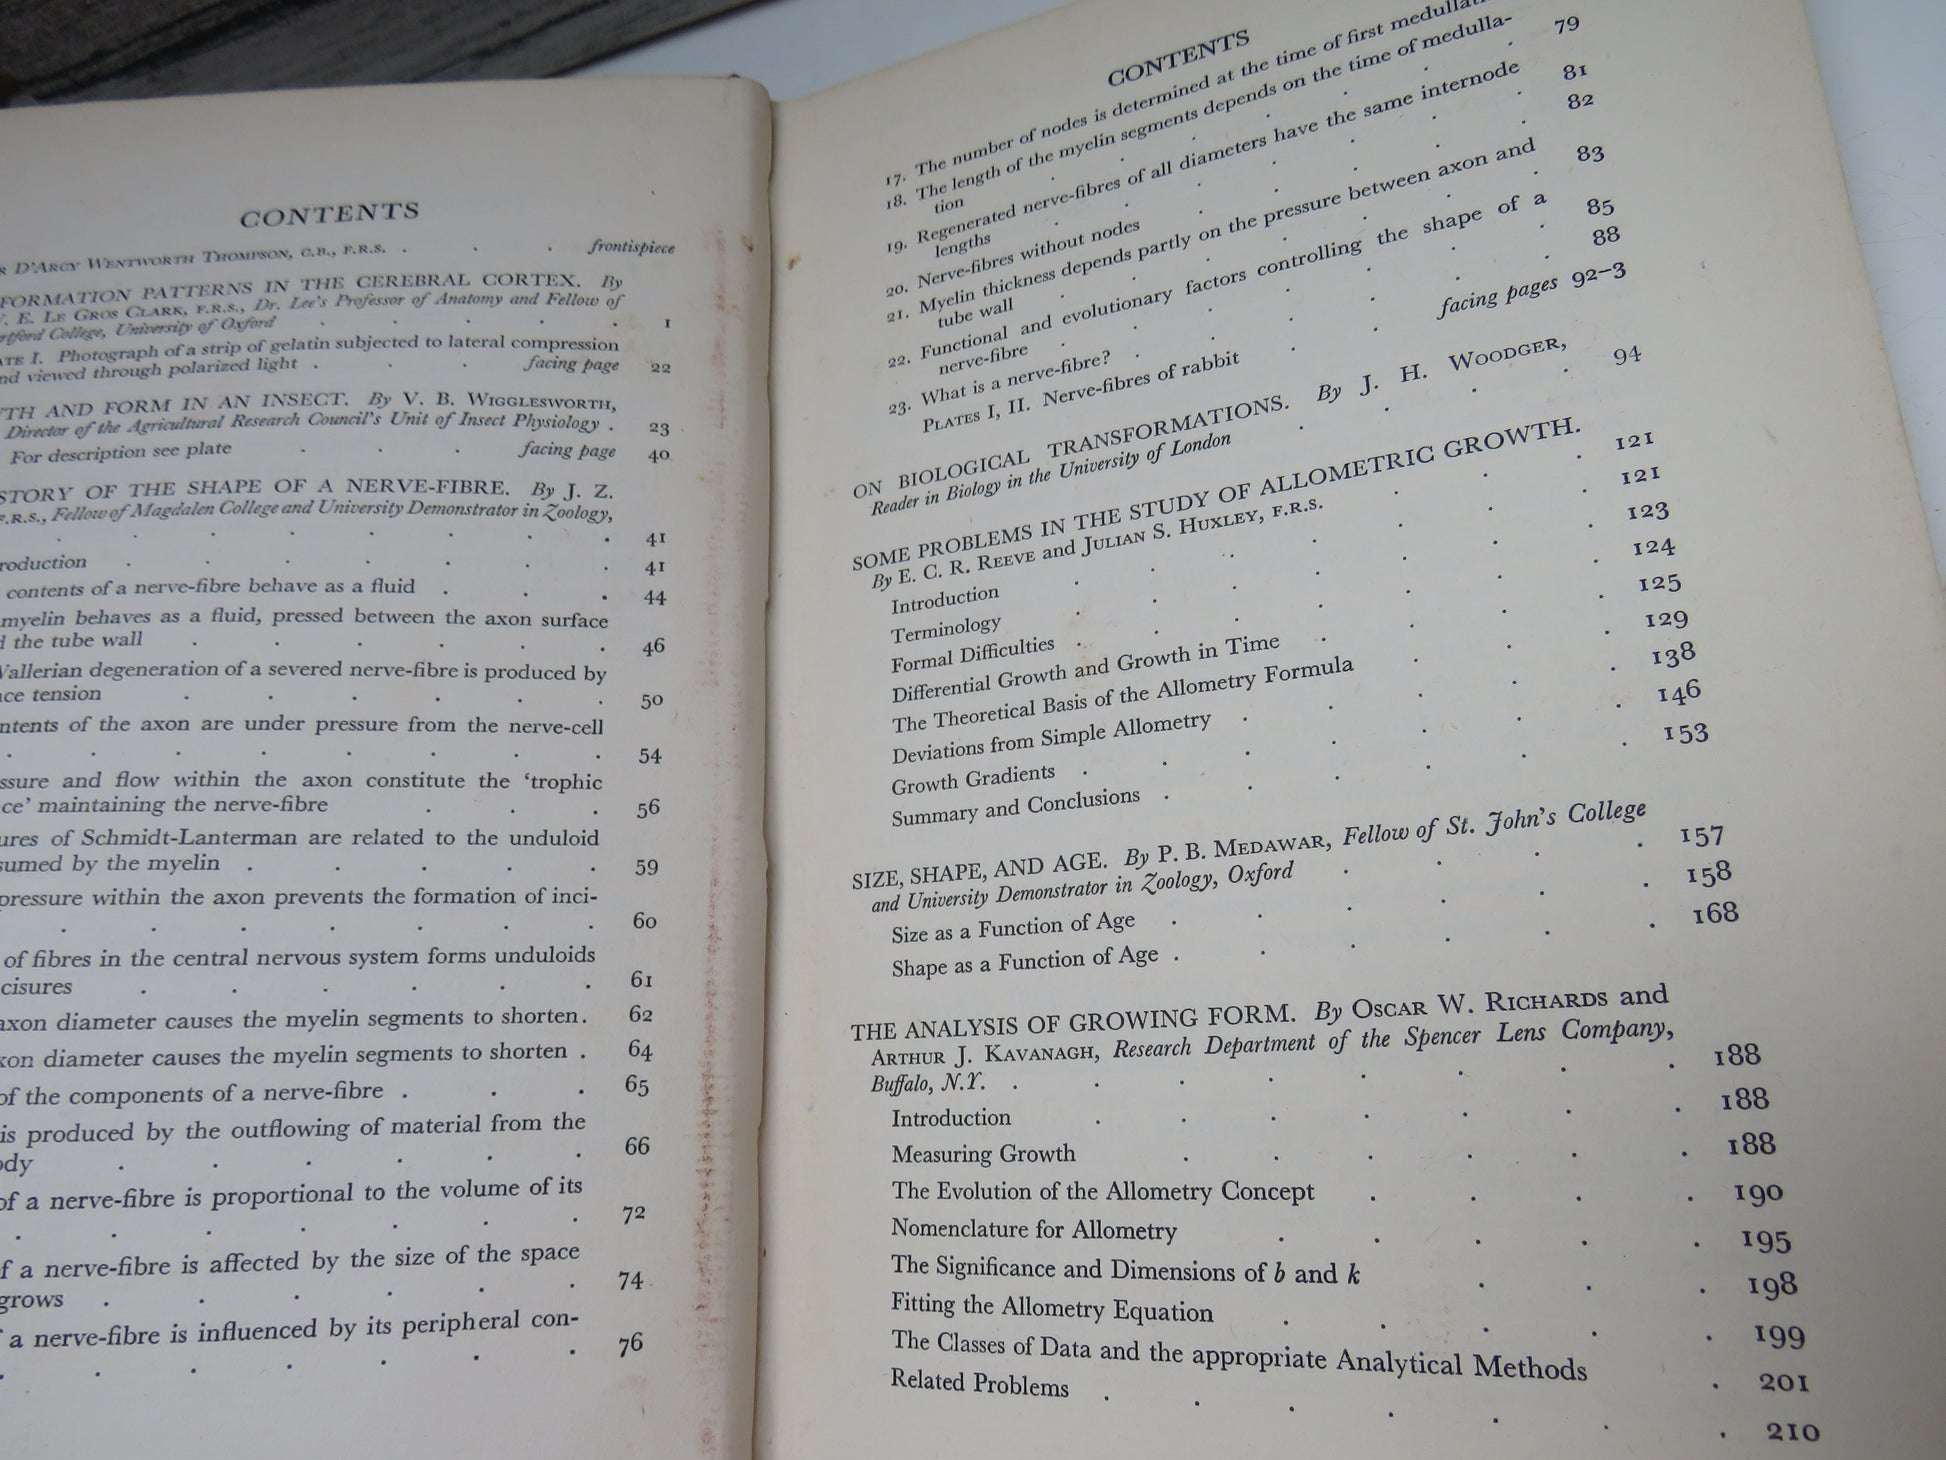 CONTENTS
D'ARCY WENTWORTH THOMPSON, C.B., F.R.S. . . . frontispiece
FORMATION PATTERNS IN THE CEREBRAL CORTEX. By
E. LE GROS CLARK, F.R.S., Dr. Lee's Professor of Anatomy and Fellow of
College, University of Oxford . . . . . 1
I. Photograph of a strip of gelatin subjected to lateral compression
viewed through polarized light . . . facing page 22
AND FORM IN AN INSECT. By V. B. WIGGLESWORTH,
Director of the Agricultural Research Council's Unit of Insect Physiology . 23
For description see plate . . . facing page 40
OF THE SHAPE OF A NERVE-FIBRE. By J. Z.
F.R.S., Fellow of Magdalen College and University Demonstrator in Zoology,
. . . . . . . . 41
. . . . . . 41
contents of a nerve-fibre behave as a fluid . . . 44
myelin behaves as a fluid, pressed between the axon surface
the tube wall . . . . . . 46
degeneration of a severed nerve-fibre is produced by
tension . . . . . . 50
of the axon are under pressure from the nerve-cell
. . . . . . . . 54
and flow within the axon constitute the 'trophic
maintaining the nerve-fibre . . . 56
of Schmidt-Lanterman are related to the unduloid
by the myelin . . . . . 59
pressure within the axon prevents the formation of inci-
. . . . . . . 60
of fibres in the central nervous system forms unduloids
. . . . . . 61
axon diameter causes the myelin segments to shorten. 62
diameter causes the myelin segments to shorten . 64
of the components of a nerve-fibre . . . 65
is produced by the outflowing of material from the
. . . . . . 66
of a nerve-fibre is proportional to the volume of its
. . . . . . . 72
of a nerve-fibre is affected by the size of the space
grows . . . . . . 74
a nerve-fibre is influenced by its peripheral con-
. . . . . . . 76
CONTENTS
17. The number of nodes is determined at the time of first 79
18. The length of the myelin segments depends on the time of medulla-
tion . . . . . . . 81
19. Regenerated nerve-fibres of all diameters have the same internode
lengths . . . . . . . 82
20. Nerve-fibres without nodes . . . . . 83
21. Myelin thickness depends partly on the pressure between axon and
tube wall . . . . . . 85
22. Functional and evolutionary factors controlling the shape of a
nerve-fibre . . . . . . 88
23. What is a nerve-fibre? . . . . .
PLATES I, II. Nerve-fibres of rabbit . . facing pages 92–3
ON BIOLOGICAL TRANSFORMATIONS. By J. H. WOODGER,
Reader in Biology in the University of London . . . . 94
SOME PROBLEMS IN THE STUDY OF ALLOMETRIC GROWTH.
By E. C. R. REEVE and JULIAN S. HUXLEY, F.R.S. . . . 121
Introduction . . . . . . 121
Terminology . . . . . . 123
Formal Difficulties . . . . . . 124
Differential Growth and Growth in Time . . . . 125
The Theoretical Basis of the Allometry Formula . . . 129
Deviations from Simple Allometry . . . . . 138
Growth Gradients . . . . . . 146
Summary and Conclusions . . . . . . 153
SIZE, SHAPE, AND AGE. By P. B. MEDAWAR, Fellow of St. John's College
and University Demonstrator in Zoology, Oxford . . . . 157
Size as a Function of Age . . . . . 158
Shape as a Function of Age . . . . . . 168
THE ANALYSIS OF GROWING FORM. By OSCAR W. RICHARDS and
ARTHUR J. KAVANAGH, Research Department of the Spencer Lens Company,
Buffalo, N.Y. . . . . . . . 188
Introduction . . . . . . 188
Measuring Growth . . . . . . 188
The Evolution of the Allometry Concept . . . . 190
Nomenclature for Allometry . . . . . 195
The Significance and Dimensions of b and k . . . 198
Fitting the Allometry Equation . . . . . 199
The Classes of Data and the appropriate Analytical Methods . 201
Related Problems . . . . . . . 210